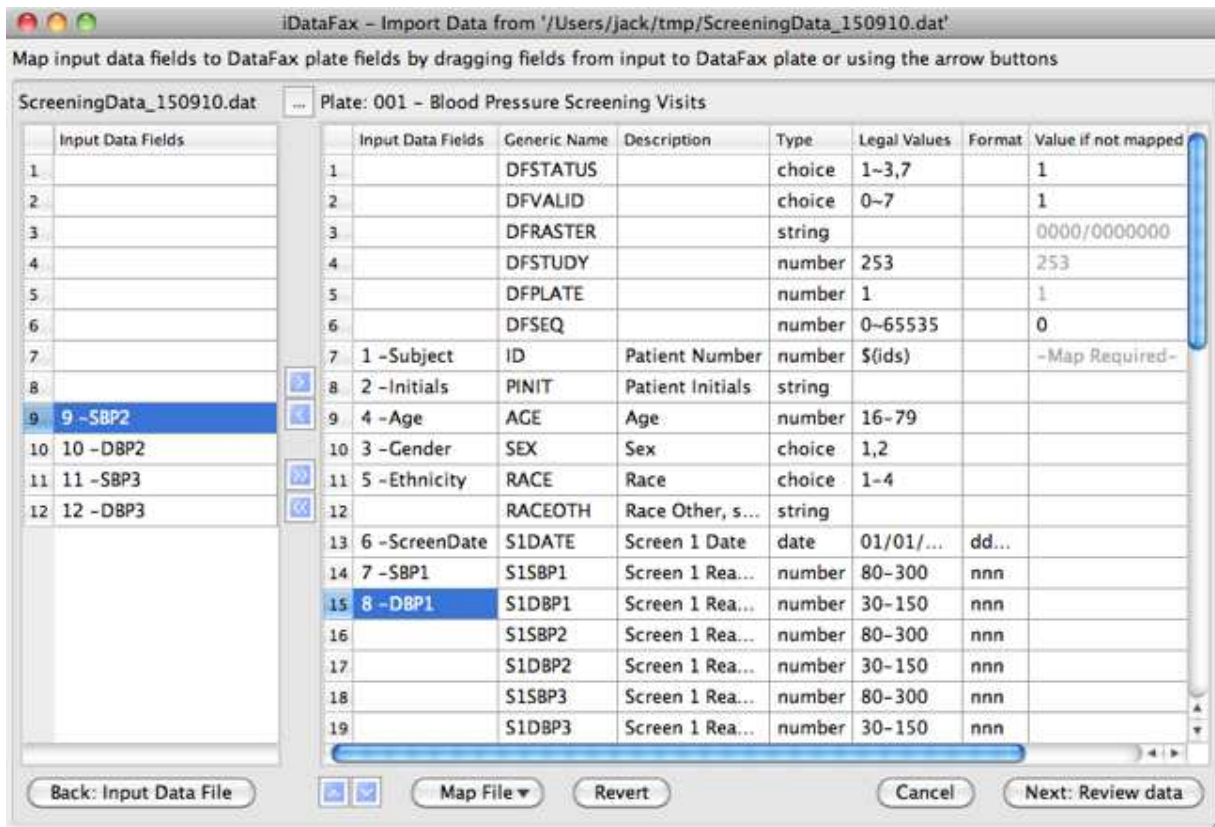 iDataFax - Import Data from '/Users/jack/tmp/ScreeningData_150910.dat'
Map input data fields to DataFax plate fields by dragging fields from input to DataFax plate or using the arrow buttons
ScreeningData_150910.dat ... Plate: 001 - Blood Pressure Screening Visits
Input Data Fields Input Data Fields Generic Name Description Type Legal Values Format Value if not mapped
1 1 DFSTATUS choice 1~3,7 1
2 2 DFVALID choice 0~7 1
3 3 DFRASTER string 0000/0000000
4 4 DFSTUDY number 253 253
5 5 DFPLATE number 1 1
6 6 DFSEQ number 0~65535 0
7 7 1 -Subject ID Patient Number number $(ids) -Map Required-
8 > 8 2 -Initials PINIT Patient Initials string
9 9 -SBP2 < 9 4 -Age AGE Age number 16-79
10 10 -DBP2 10 3 -Gender SEX Sex choice 1,2
11 11 -SBP3 >> 11 5 -Ethnicity RACE Race choice 1-4
12 12 -DBP3 << 12 RACEOTH Race Other, s... string
13 6 -ScreenDate S1DATE Screen 1 Date date 01/01/... dd...
14 7 -SBP1 S1SBP1 Screen 1 Rea... number 80-300 nnn
15 8 -DBP1 S1DBP1 Screen 1 Rea... number 30-150 nnn
16 S1SBP2 Screen 1 Rea... number 80-300 nnn
17 S1DBP2 Screen 1 Rea... number 30-150 nnn
18 S1SBP3 Screen 1 Rea... number 80-300 nnn
19 S1DBP3 Screen 1 Rea... number 30-150 nnn
Back: Input Data File Map File Revert Cancel Next: Review data